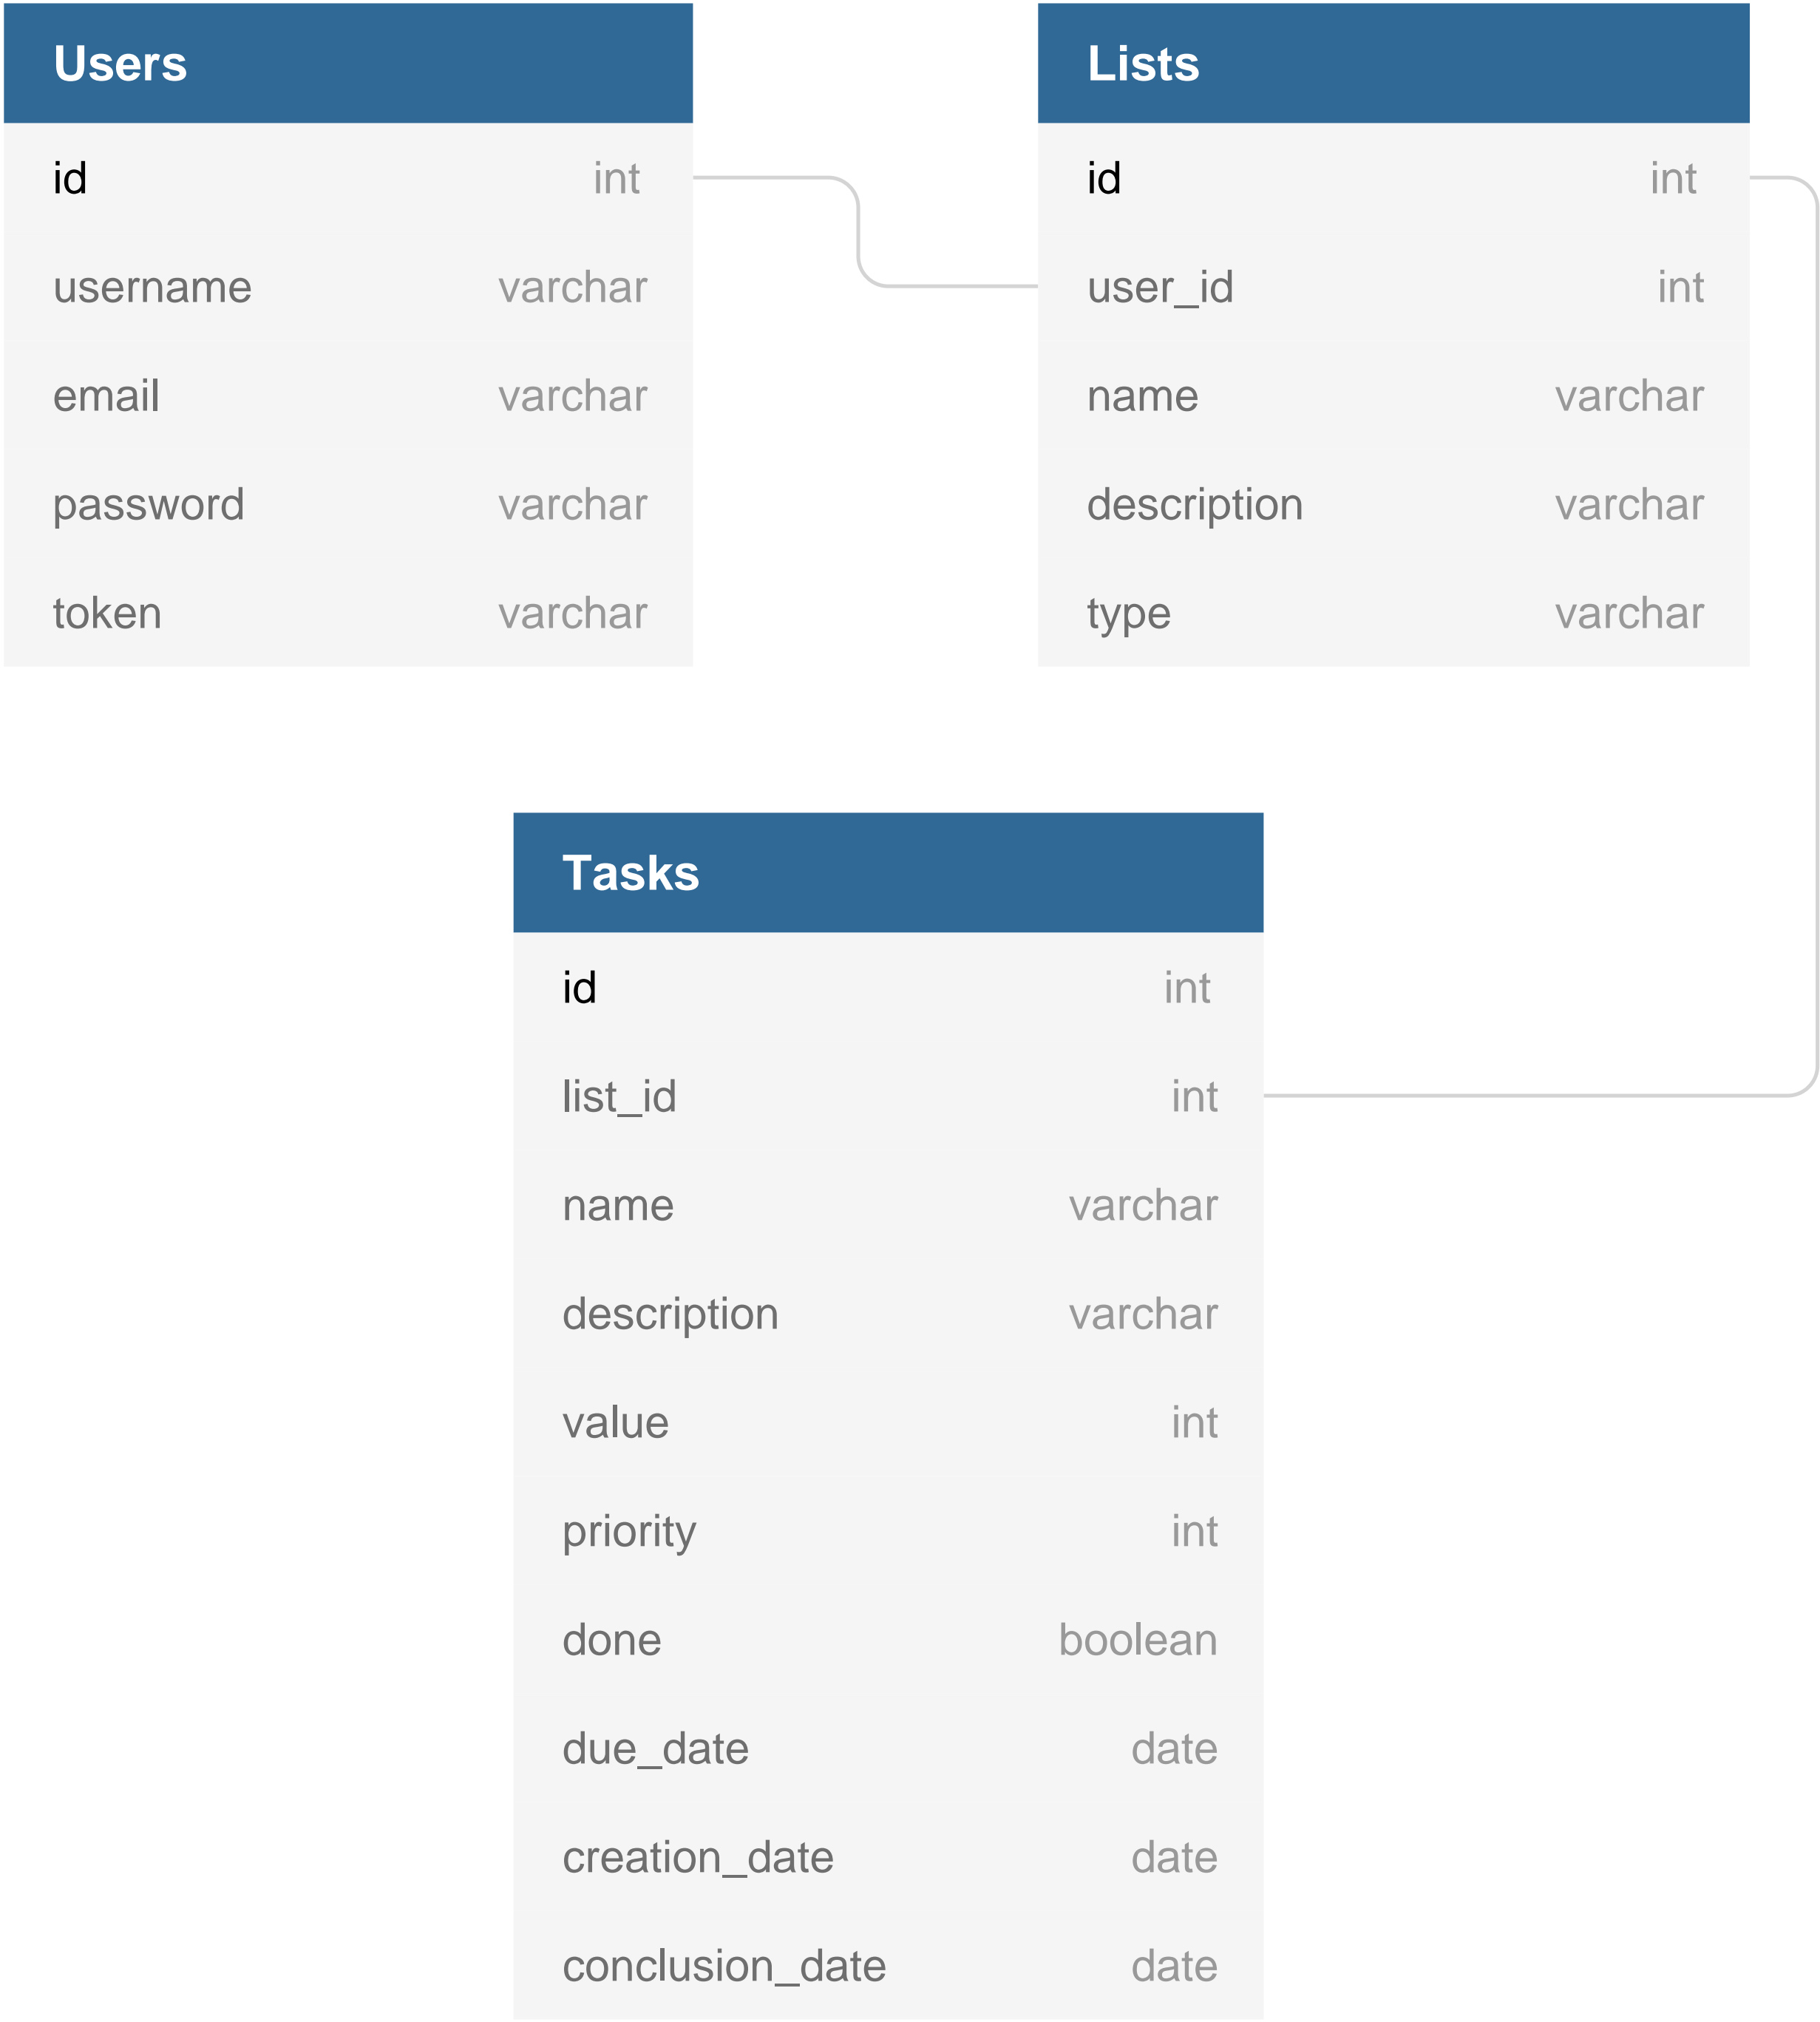 Users
id int
username varchar
email varchar
password varchar
token varchar
Lists
id int
user_id int
name varchar
description varchar
type varchar
Tasks
id int
list_id int
name varchar
description varchar
value int
priority int
done boolean
due_date date
creation_date date
conclusion_date date